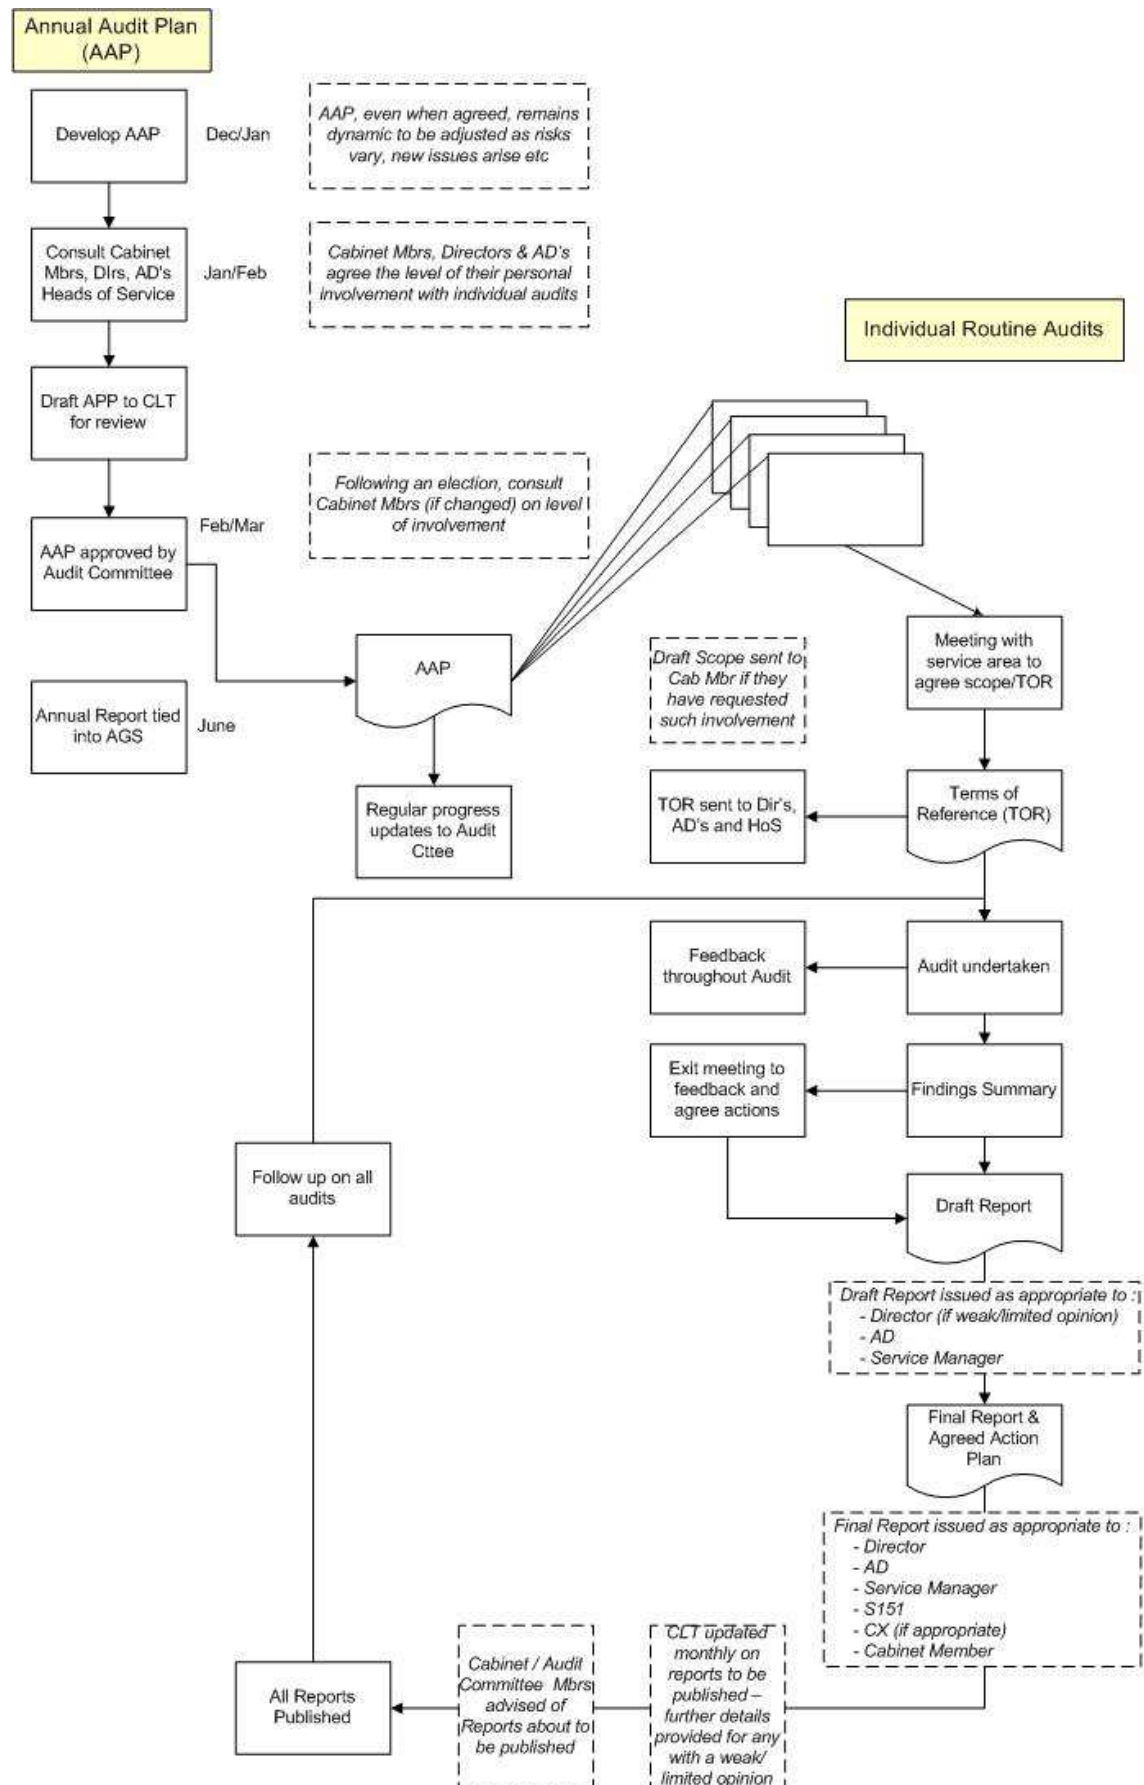 Annual Audit Plan
(AAP)
Develop AAP
Dec/Jan
AAP, even when agreed, remains
dynamic to be adjusted as risks
vary, new issues arise etc
Consult Cabinet
Mbrs, DIrs, AD's
Heads of Service
Jan/Feb
Cabinet Mbrs, Directors & AD's
agree the level of their personal
involvement with individual audits
Individual Routine Audits
Draft APP to CLT
for review
Following an election, consult
Cabinet Mbrs (if changed) on level
of involvement
Feb/Mar
AAP approved by
Audit Committee
AAP
Annual Report tied
into AGS
June
Regular progress
updates to Audit
Cttee
Meeting with
service area to
agree scope/TOR
Draft Scope sent to
Cab Mbr if they
have requested
such involvement
Terms of
Reference (TOR)
TOR sent to Dir's,
AD's and HoS
Audit undertaken
Feedback
throughout Audit
Findings Summary
Exit meeting to
feedback and
agree actions
Draft Report
Draft Report issued as appropriate to :
- Director (if weak/limited opinion)
- AD
- Service Manager
Final Report &
Agreed Action
Plan
Final Report issued as appropriate to :
- Director
- AD
- Service Manager
- S151
- CX (if appropriate)
- Cabinet Member
CLT updated
monthly on
reports to be
published –
further details
provided for any
with a weak/
limited opinion
Cabinet / Audit
Committee Mbrs
advised of
Reports about to
be published
All Reports
Published
Follow up on all
audits